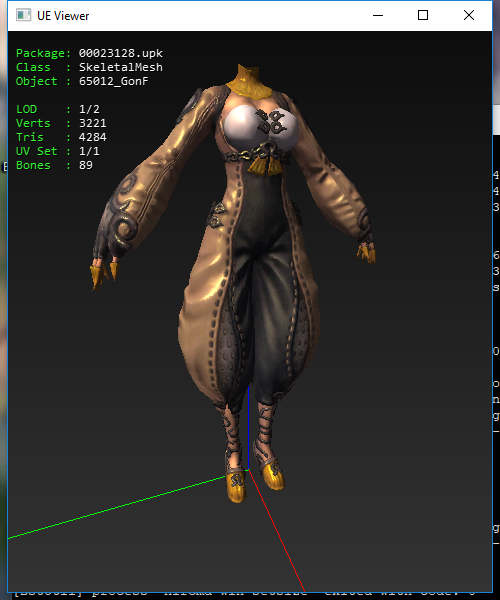 UE Viewer
Package: 00023128.upk
Class : SkeletalMesh
Object : 65012_GonF
LOD : 1/2
Verts : 3221
Tris : 4284
UV Set : 1/1
Bones : 89